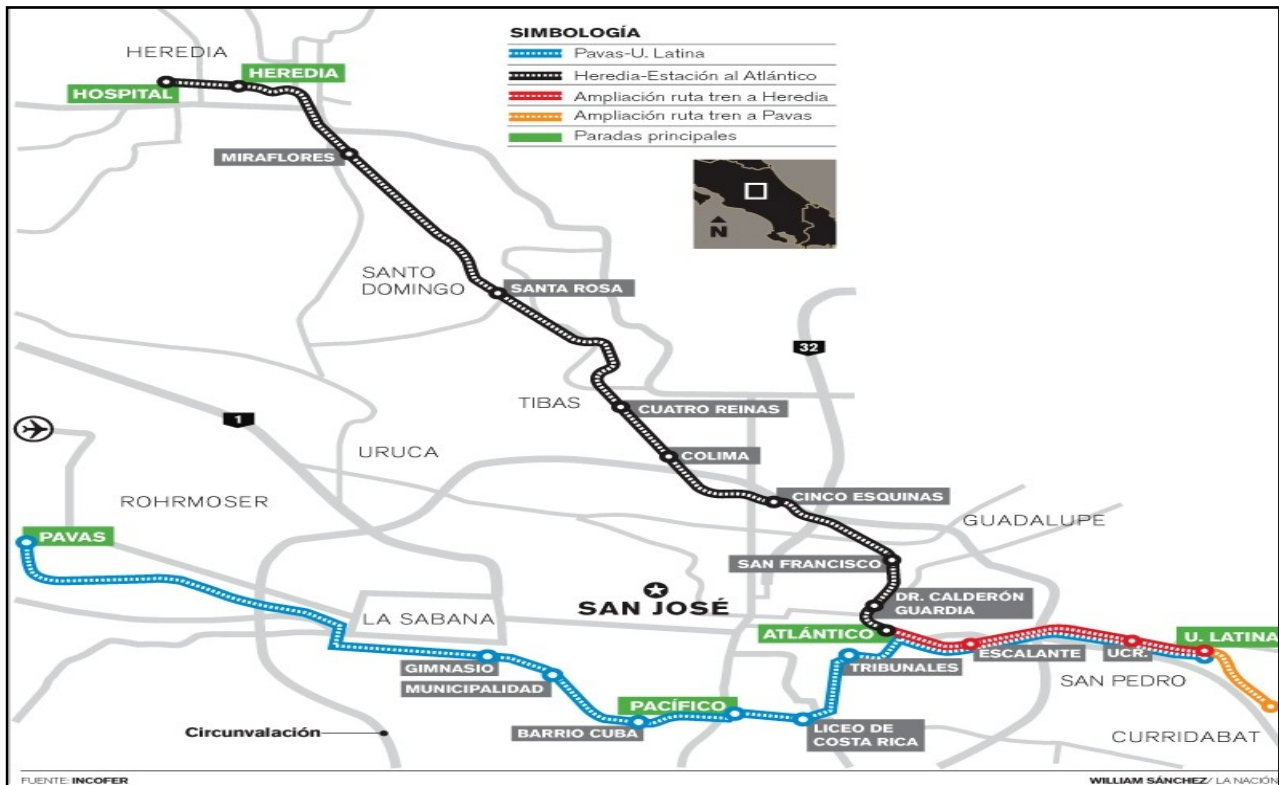 SIMBOLOGÍA
Pavas-U. Latina
Heredia-Estación al Atlántico
Ampliación ruta tren a Heredia
Ampliación ruta tren a Pavas
Paradas principales
N
HEREDIA
HEREDIA
HOSPITAL
MIRAFLORES
SANTO
DOMINGO
SANTA ROSA
32
TIBAS
CUATRO REINAS
1
URUCA
COLIMA
ROHRMOSER
CINCO ESQUINAS
GUADALUPE
PAVAS
SAN FRANCISCO
SAN JOSÉ
DR. CALDERÓN
GUARDIA
LA SABANA
ATLÁNTICO
U. LATINA
GIMNASIO
TRIBUNALES
ESCALANTE
UCR.
SAN PEDRO
MUNICIPALIDAD
PACÍFICO
BARRIO CUBA
LICEO DE
COSTA RICA
CURRIDABAT
Circunvalación
FUENTE: INCOFER
WILLIAM SÁNCHEZ/ LA NACIÓN